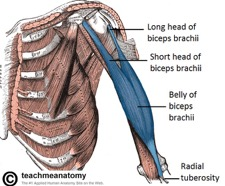 Long head of
biceps brachii
Short head of
biceps brachii
Belly of
biceps
brachii
Radial
tuberosity
© teachmeanatomy
The #1 Applied Human Anatomy Site on the Web.